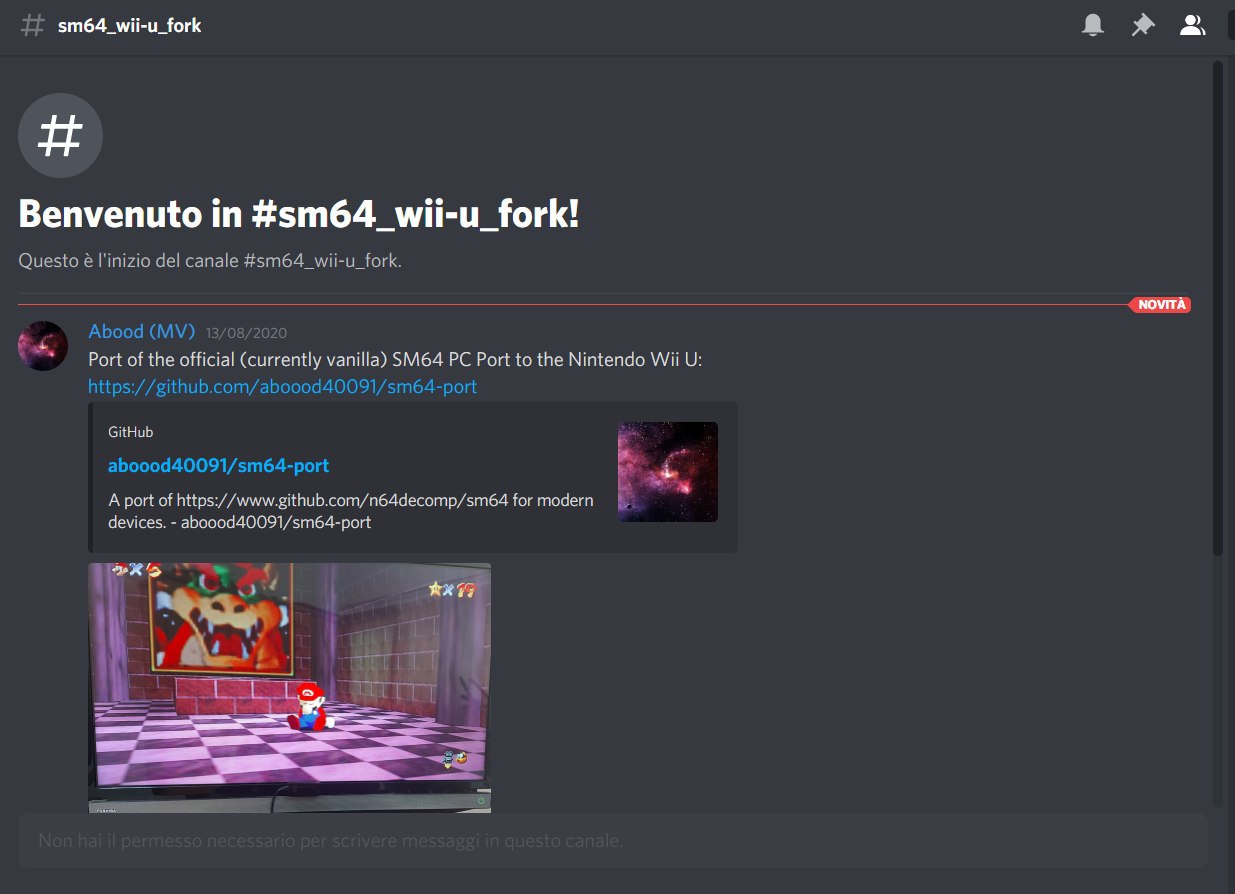 sm64_wii-u_fork
Benvenuto in #sm64_wii-u_fork!
Questo è l'inizio del canale #sm64_wii-u_fork.
NOVITÀ
Abood (MV) 13/08/2020
Port of the official (currently vanilla) SM64 PC Port to the Nintendo Wii U:
https://github.com/aboood40091/sm64-port
GitHub
aboood40091/sm64-port
A port of https://www.github.com/n64decomp/sm64 for modern
devices. - aboood40091/sm64-port
Non hai il permesso necessario per scrivere messaggi in questo canale.